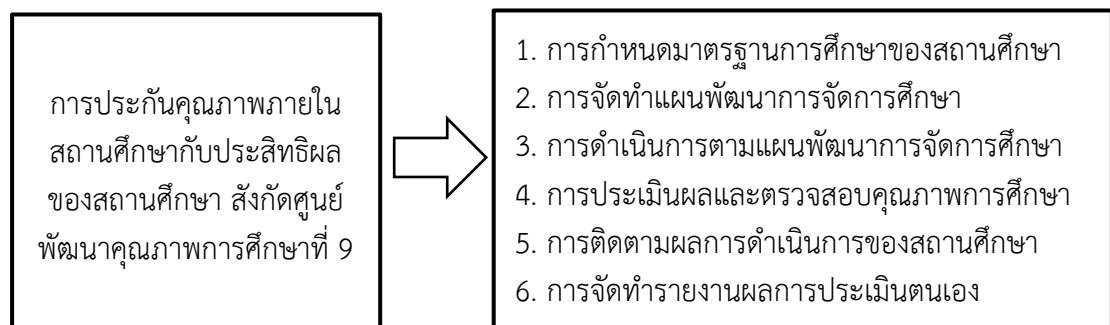 การประกันคุณภาพภายใน
สถานศึกษากับประสิทธิผล
ของสถานศึกษา สังกัดศูนย์
พัฒนาคุณภาพการศึกษาที่ 9
1. การกำหนดมาตรฐานการศึกษาของสถานศึกษา
2. การจัดทำแผนพัฒนาการจัดการศึกษา
3. การดำเนินการตามแผนพัฒนาการจัดการศึกษา
4. การประเมินผลและตรวจสอบคุณภาพการศึกษา
5. การติดตามผลการดำเนินการของสถานศึกษา
6. การจัดทำรายงานผลการประเมินตนเอง